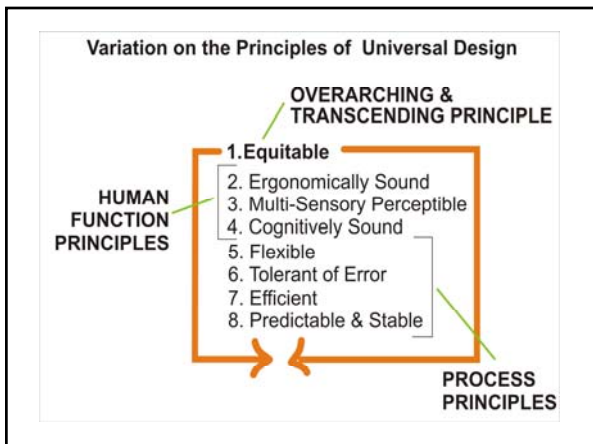 Variation on the Principles of Universal Design
OVERARCHING &
TRANSCENDING PRINCIPLE
1.Equitable
HUMAN
FUNCTION
PRINCIPLES
2. Ergonomically Sound
3. Multi-Sensory Perceptible
4. Cognitively Sound
5. Flexible
6. Tolerant of Error
7. Efficient
8. Predictable & Stable
PROCESS
PRINCIPLES